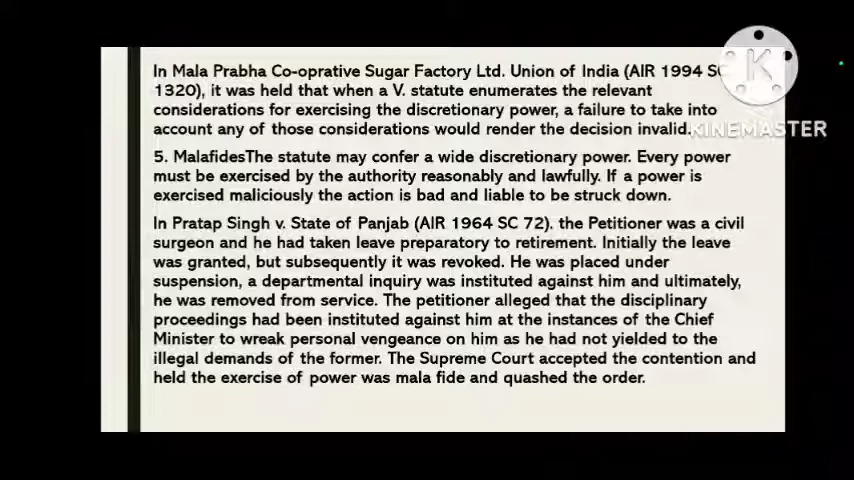 In Mala Prabha Co-oprative Sugar Factory Ltd. Union of India (AIR 1994 SC
1320), it was held that when a V. statute enumerates the relevant
considerations for exercising the discretionary power, a failure to take into
account any of those considerations would render the decision invalid.
K
KINEMASTER
5. MalafidesThe statute may confer a wide discretionary power. Every power
must be exercised by the authority reasonably and lawfully. If a power is
exercised maliciously the action is bad and liable to be struck down.
In Pratap Singh v. State of Panjab (AIR 1964 SC 72). the Petitioner was a civil
surgeon and he had taken leave preparatory to retirement. Initially the leave
was granted, but subsequently it was revoked. He was placed under
suspension, a departmental inquiry was instituted against him and ultimately,
he was removed from service. The petitioner alleged that the disciplinary
proceedings had been instituted against him at the instances of the Chief
Minister to wreak personal vengeance on him as he had not yielded to the
illegal demands of the former. The Supreme Court accepted the contention and
held the exercise of power was mala fide and quashed the order.